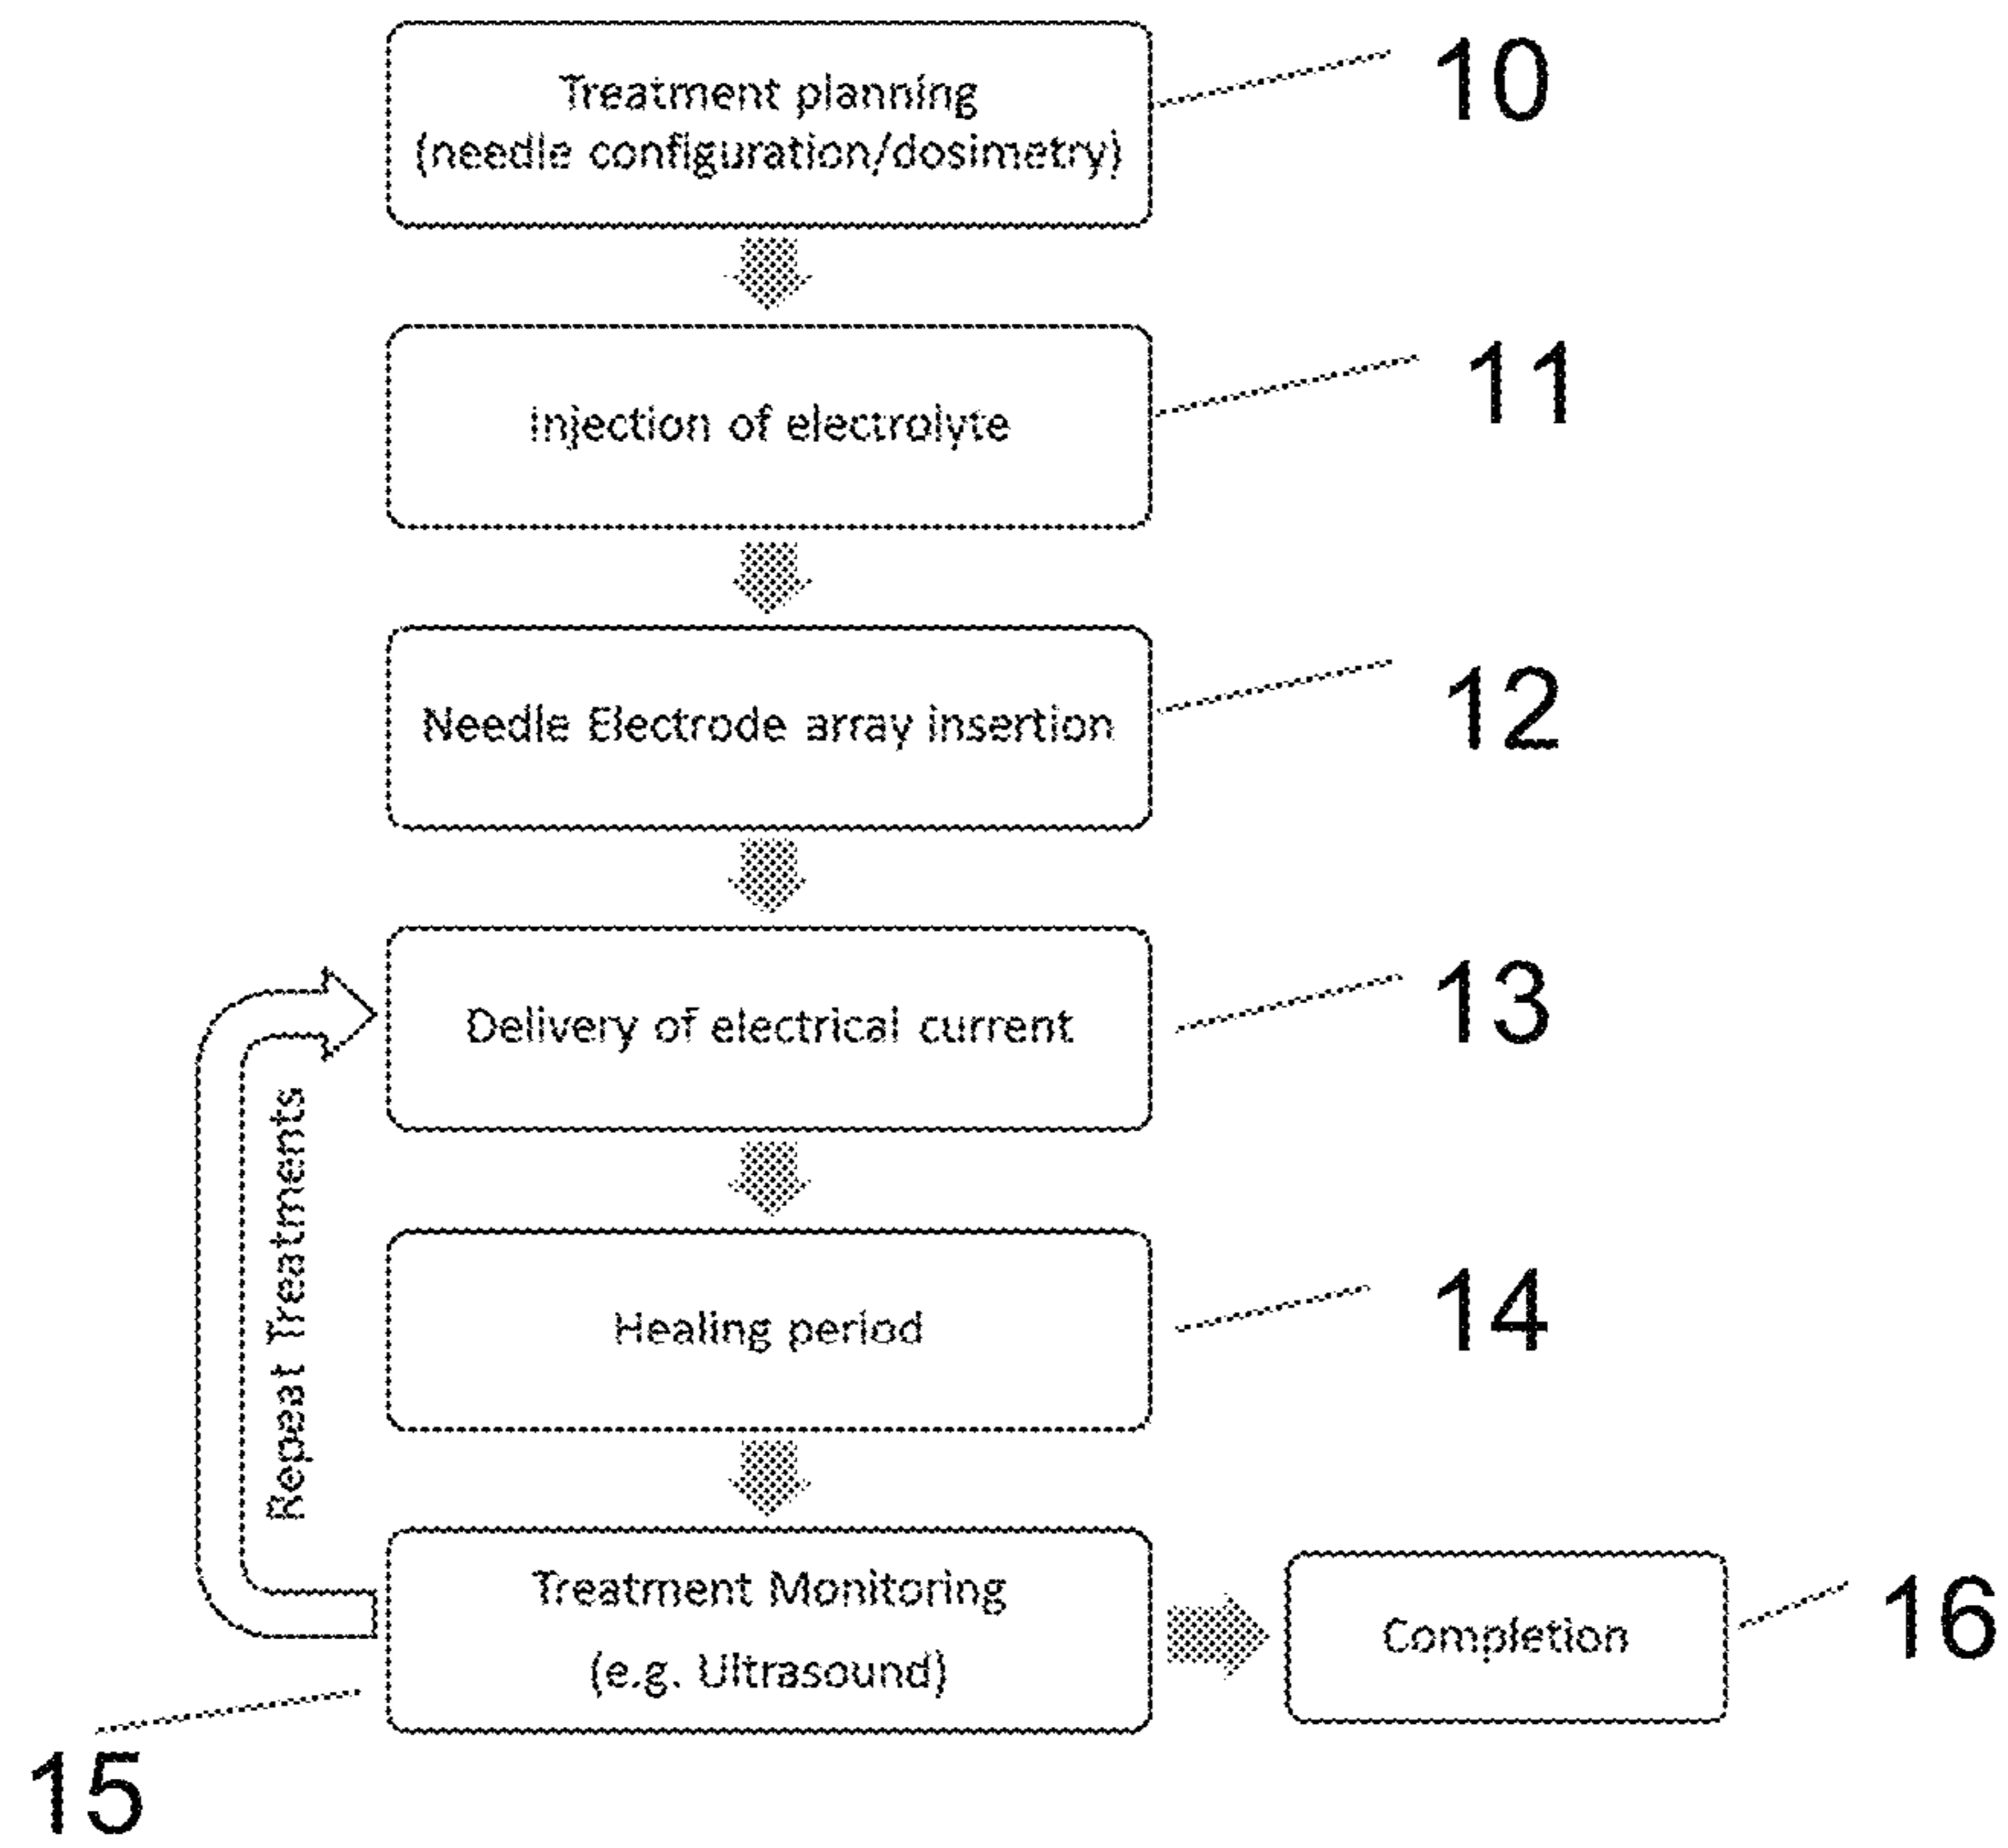 Treatment planning
(needle configuration/dosimetry)
10
Injection of electrolyte
11
Needle Electrode array insertion
12
Delivery of electrical current
13
Repeat Treatments
Healing period
14
Treatment Monitoring
(e.g. Ultrasound)
15
Completion
16